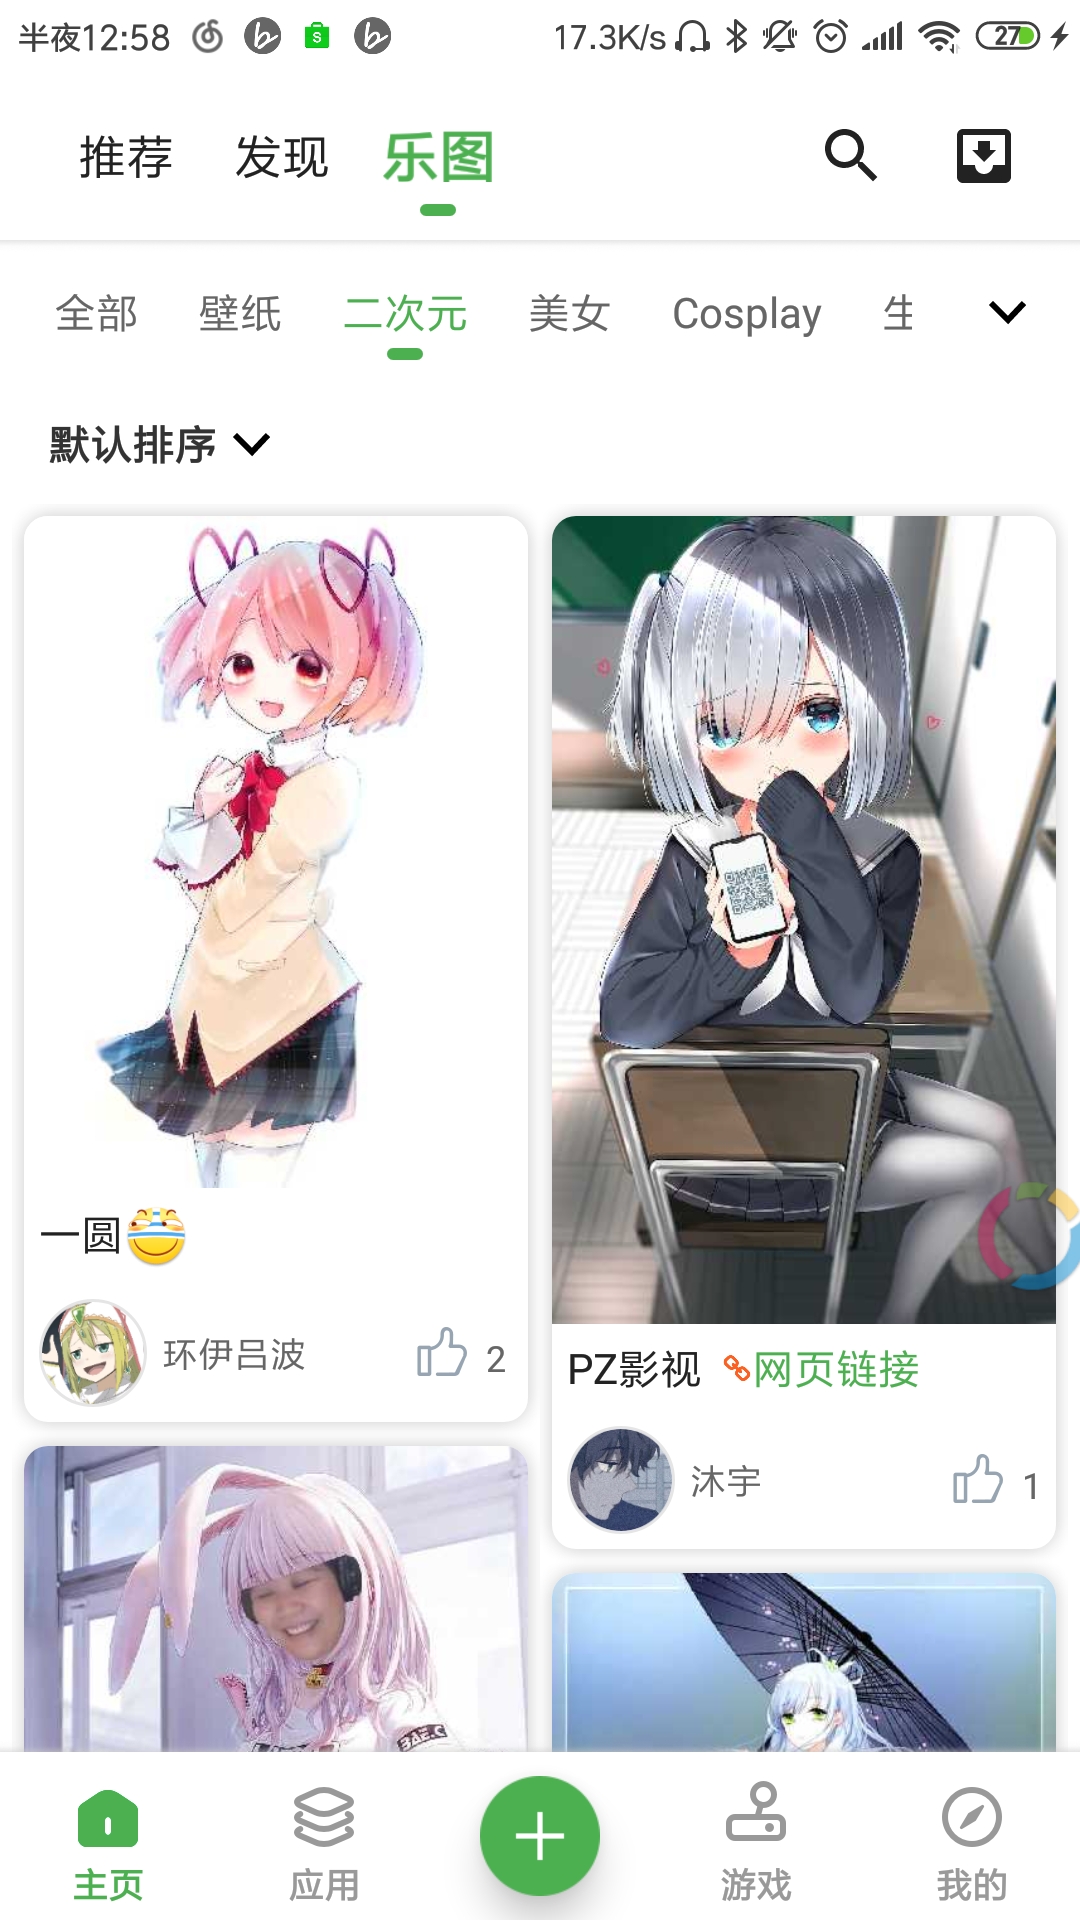 半夜12:58 17.3K/s 27
推荐 发现 乐图
全部 壁纸 二次元 美女 Cosplay 生
默认排序
一圆
环伊吕波 2
PZ影视 网页链接
沐宇 1
主页 应用 游戏 我的